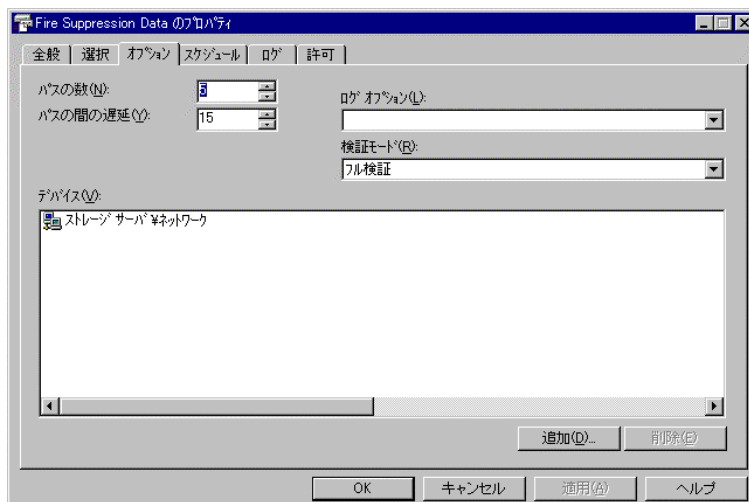 Fire Suppression Data のプロパティ
全般 選択 オプション スケジュール ログ 許可
パスの数(N): 5
パスの間の遅延(Y): 15
ログ オプション(L):
検証モード(R):
フル検証
デバイス(V):
ストレージ サーバ¥ネットワーク
追加(D)... 削除(E)
OK キャンセル 適用(A) ヘルプ